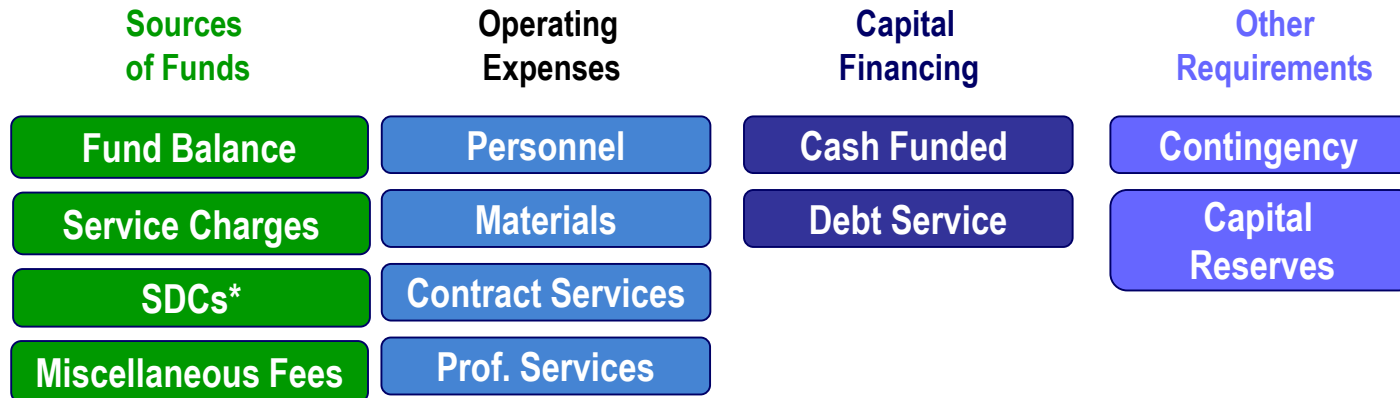 Sources
of Funds
Operating
Expenses
Capital
Financing
Other
Requirements
Fund Balance
Service Charges
SDCs*
Miscellaneous Fees
Personnel
Materials
Contract Services
Prof. Services
Cash Funded
Debt Service
Contingency
Capital
Reserves